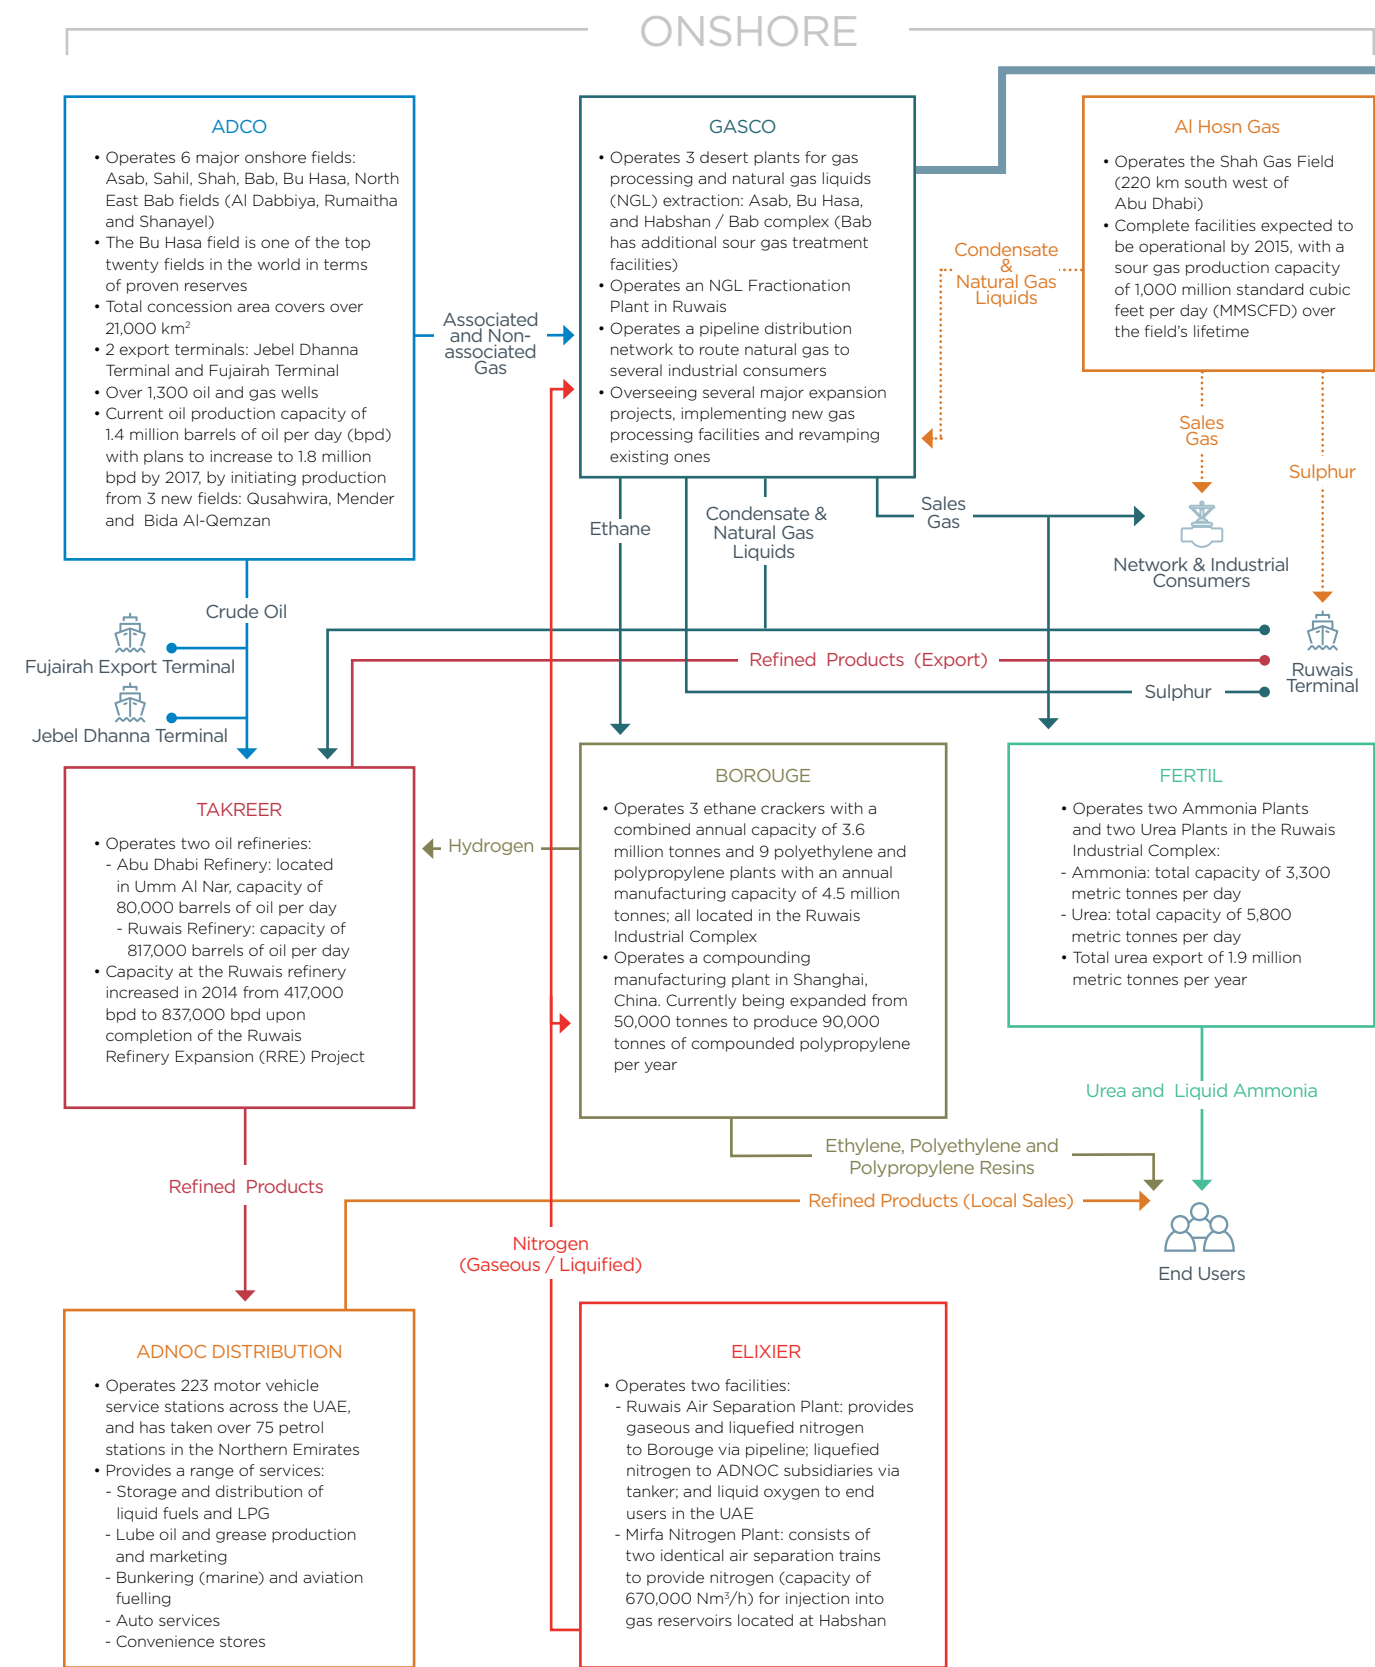 ONSHORE
ADCO
• Operates 6 major onshore fields:
Asab, Sahil, Shah, Bab, Bu Hasa, North
East Bab fields (Al Dabbiya, Rumaitha
and Shanayel)
• The Bu Hasa field is one of the top
twenty fields in the world in terms
of proven reserves
• Total concession area covers over
21,000 km²
• 2 export terminals: Jebel Dhanna
Terminal and Fujairah Terminal
• Over 1,300 oil and gas wells
• Current oil production capacity of
1.4 million barrels of oil per day (bpd)
with plans to increase to 1.8 million
bpd by 2017, by initiating production
from 3 new fields: Qusahwira, Mender
and Bida Al-Qemzan
Associated
and Non-
associated
Gas
GASCO
• Operates 3 desert plants for gas
processing and natural gas liquids
(NGL) extraction: Asab, Bu Hasa,
and Habshan / Bab complex (Bab
has additional sour gas treatment
facilities)
• Operates an NGL Fractionation
Plant in Ruwais
• Operates a pipeline distribution
network to route natural gas to
several industrial consumers
• Overseeing several major expansion
projects, implementing new gas
processing facilities and revamping
existing ones
Condensate
&
Natural Gas
Liquids
Al Hosn Gas
• Operates the Shah Gas Field
(220 km south west of
Abu Dhabi)
• Complete facilities expected to
be operational by 2015, with a
sour gas production capacity
of 1,000 million standard cubic
feet per day (MMSCFD) over
the field's lifetime
Sales
Gas
Sulphur
Ethane
Condensate &
Natural Gas
Liquids
Sales
Gas
Network & Industrial
Consumers
Crude Oil
Fujairah Export Terminal
Jebel Dhanna Terminal
Refined Products (Export)
Sulphur
Ruwais
Terminal
TAKREER
• Operates two oil refineries:
- Abu Dhabi Refinery: located
in Umm Al Nar, capacity of
80,000 barrels of oil per day
- Ruwais Refinery: capacity of
817,000 barrels of oil per day
• Capacity at the Ruwais refinery
increased in 2014 from 417,000
bpd to 837,000 bpd upon
completion of the Ruwais
Refinery Expansion (RRE) Project
Hydrogen
BOROUGE
• Operates 3 ethane crackers with a
combined annual capacity of 3.6
million tonnes and 9 polyethylene and
polypropylene plants with an annual
manufacturing capacity of 4.5 million
tonnes; all located in the Ruwais
Industrial Complex
• Operates a compounding
manufacturing plant in Shanghai,
China. Currently being expanded from
50,000 tonnes to produce 90,000
tonnes of compounded polypropylene
per year
FERTIL
• Operates two Ammonia Plants
and two Urea Plants in the Ruwais
Industrial Complex:
- Ammonia: total capacity of 3,300
metric tonnes per day
- Urea: total capacity of 5,800
metric tonnes per day
• Total urea export of 1.9 million
metric tonnes per year
Urea and Liquid Ammonia
Ethylene, Polyethylene and
Polypropylene Resins
Refined Products
Refined Products (Local Sales)
Nitrogen
(Gaseous / Liquified)
End Users
ADNOC DISTRIBUTION
• Operates 223 motor vehicle
service stations across the UAE,
and has taken over 75 petrol
stations in the Northern Emirates
• Provides a range of services:
- Storage and distribution of
liquid fuels and LPG
- Lube oil and grease production
and marketing
- Bunkering (marine) and aviation
fuelling
- Auto services
- Convenience stores
ELIXIER
• Operates two facilities:
- Ruwais Air Separation Plant: provides
gaseous and liquefied nitrogen
to Borouge via pipeline; liquefied
nitrogen to ADNOC subsidiaries via
tanker; and liquid oxygen to end
users in the UAE
- Mirfa Nitrogen Plant: consists of
two identical air separation trains
to provide nitrogen (capacity of
670,000 Nm³/h) for injection into
gas reservoirs located at Habshan